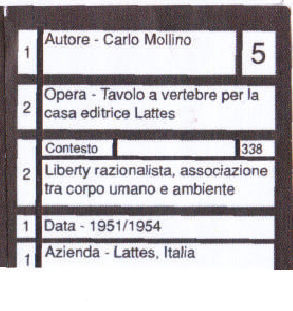 1 Autore - Carlo Mollino 5
2 Opera - Tavolo a vertebre per la
casa editrice Lattes
Contesto 338
2 Liberty razionalista, associazione
tra corpo umano e ambiente
1 Data - 1951/1954
1 Azienda - Lattes, Italia